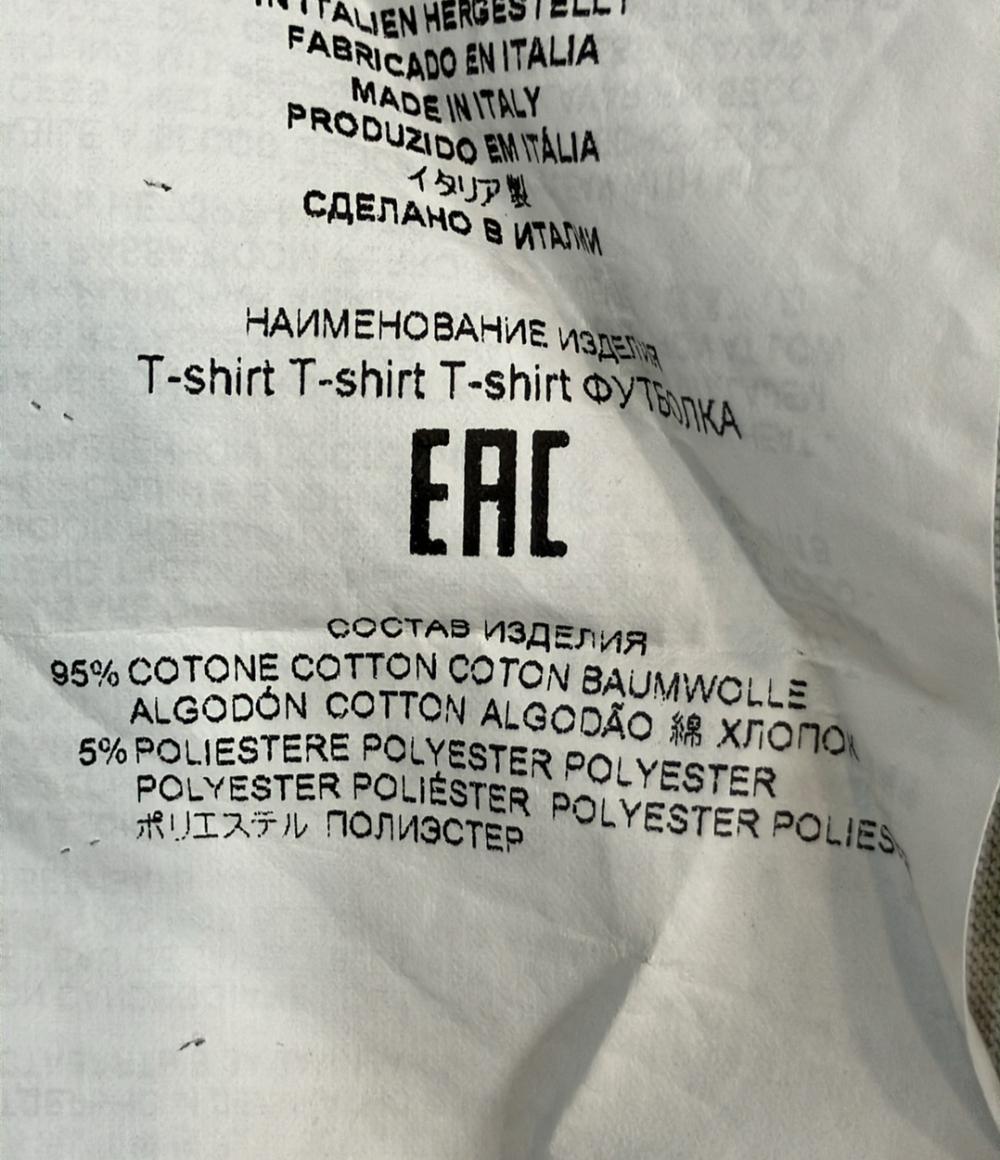 IN ITALIEN HERGESTELLT
FABRICADO EN ITALIA
MADE IN ITALY
PRODUZIDO EM ITÁLIA
イタリア製
СДЕЛАНО В ИТАЛИИ
НАИМЕНОВАНИЕ ИЗДЕЛИЯ
T-shirt T-shirt T-shirt ФУТБОЛКА
EAC
СОСТАВ ИЗДЕЛИЯ
95% COTONE COTTON COTON BAUMWOLLE
ALGODÓN COTTON ALGODÃO 綿 ХЛОПОК
5% POLIESTERE POLYESTER POLYESTER
POLYESTER POLIÉSTER POLYESTER
ポリエステル ПОЛИЭСТЕР